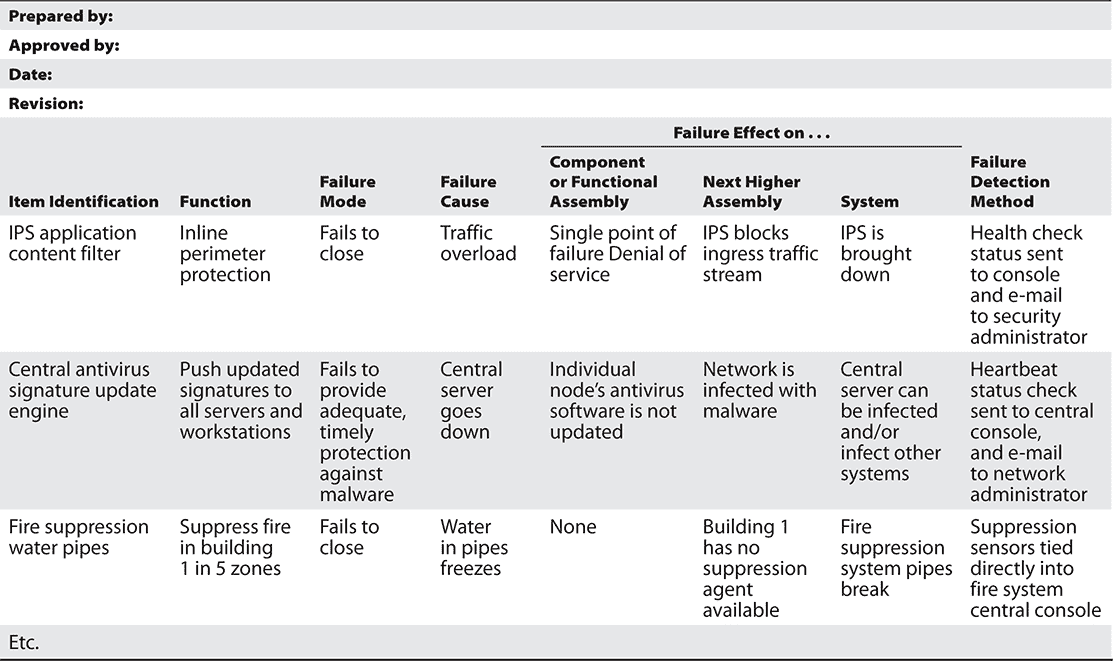 Prepared by:
Approved by:
Date:
Revision:
Failure Effect on . . .
Item Identification
Function
Failure
Mode
Failure
Cause
Component
or Functional
Assembly
Next Higher
Assembly
System
Failure
Detection
Method
IPS application
content filter
Inline
perimeter
protection
Fails to
close
Traffic
overload
Single point of
failure Denial of
service
IPS blocks
ingress traffic
stream
IPS is
brought
down
Health check
status sent
to console
and e-mail
to security
administrator
Central antivirus
signature update
engine
Push updated
signatures to
all servers and
workstations
Fails to
provide
adequate,
timely
protection
against
malware
Central
server
goes
down
Individual
node’s antivirus
software is not
updated
Network is
infected with
malware
Central
server can
be infected
and/or
infect other
systems
Heartbeat
status check
sent to central
console,
and e-mail
to network
administrator
Fire suppression
water pipes
Suppress fire
in building
1 in 5 zones
Fails to
close
Water
in pipes
freezes
None
Building 1
has no
suppression
agent
available
Fire
suppression
system pipes
break
Suppression
sensors tied
directly into
fire system
central console
Etc.